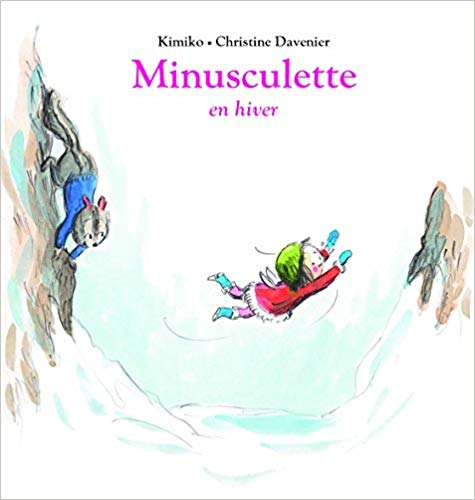 Kimiko • Christine Davenier
Minusculette
en hiver